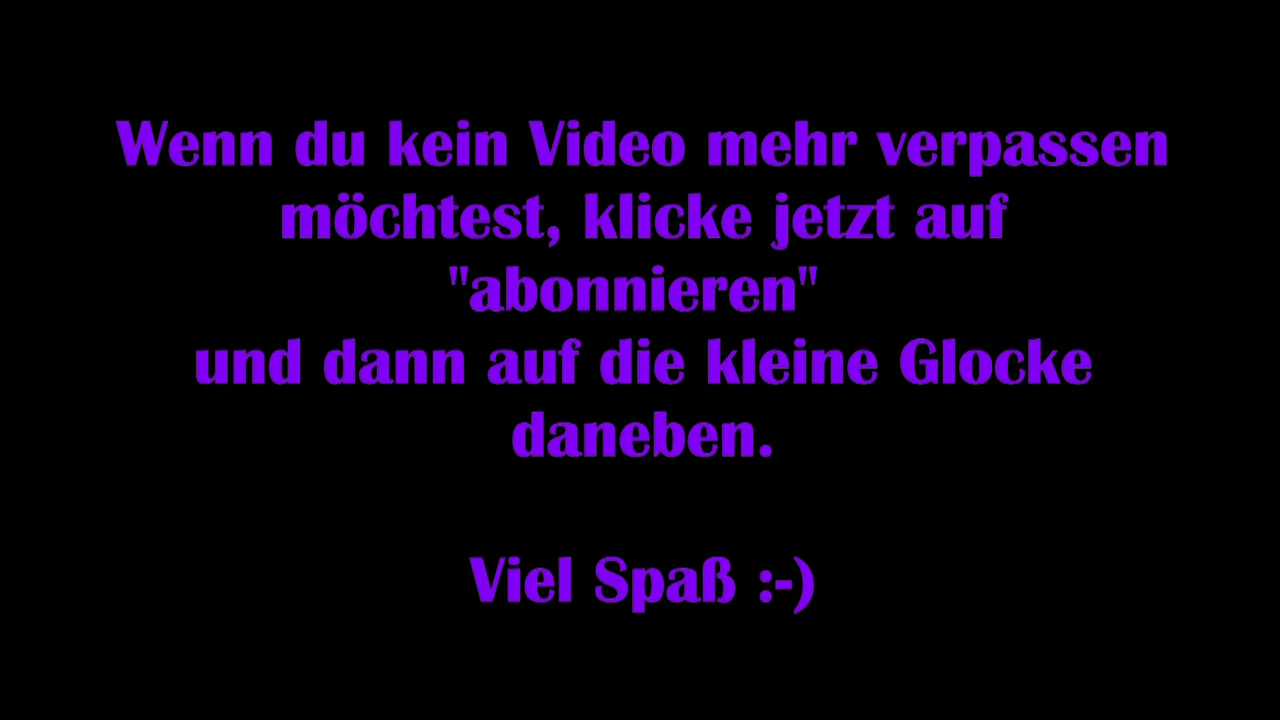 Wenn du kein Video mehr verpassen
möchtest, klicke jetzt auf
"abonnieren"
und dann auf die kleine Glocke
daneben.
Viel Spaß :-)